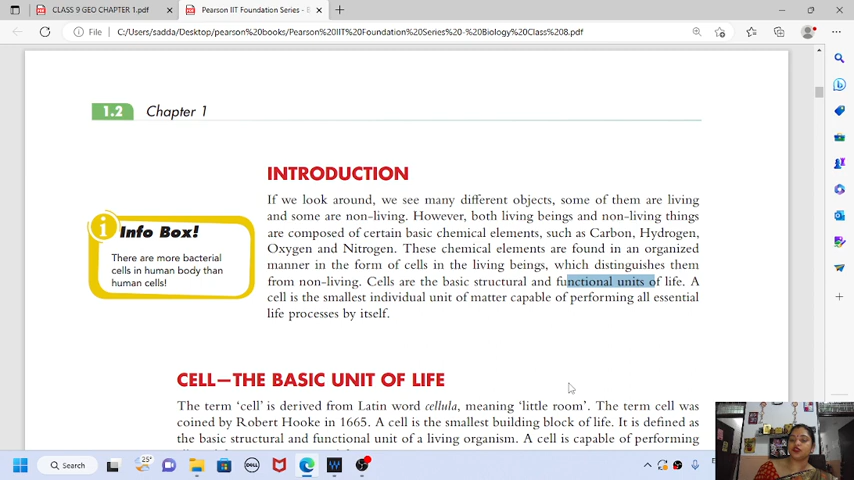 CLASS 9 GEO CHAPTER 1.pdf
Pearson IIT Foundation Series - B
File
C:/Users/sadda/Desktop/pearson%20books/Pearson%20IIT%20Foundation%20Series%20-%20Biology%20Class%208.pdf
1.2 Chapter 1
INTRODUCTION
If we look around, we see many different objects, some of them are living
and some are non-living. However, both living beings and non-living things
are composed of certain basic chemical elements, such as Carbon, Hydrogen,
Oxygen and Nitrogen. These chemical elements are found in an organized
manner in the form of cells in the living beings, which distinguishes them
from non-living. Cells are the basic structural and functional units of life. A
cell is the smallest individual unit of matter capable of performing all essential
life processes by itself.
i Info Box!
There are more bacterial
cells in human body than
human cells!
CELL—THE BASIC UNIT OF LIFE
The term ‘cell’ is derived from Latin word cellula, meaning ‘little room’. The term cell was
coined by Robert Hooke in 1665. A cell is the smallest building block of life. It is defined as
the basic structural and functional unit of a living organism. A cell is capable of performing
Search
25°
DELL